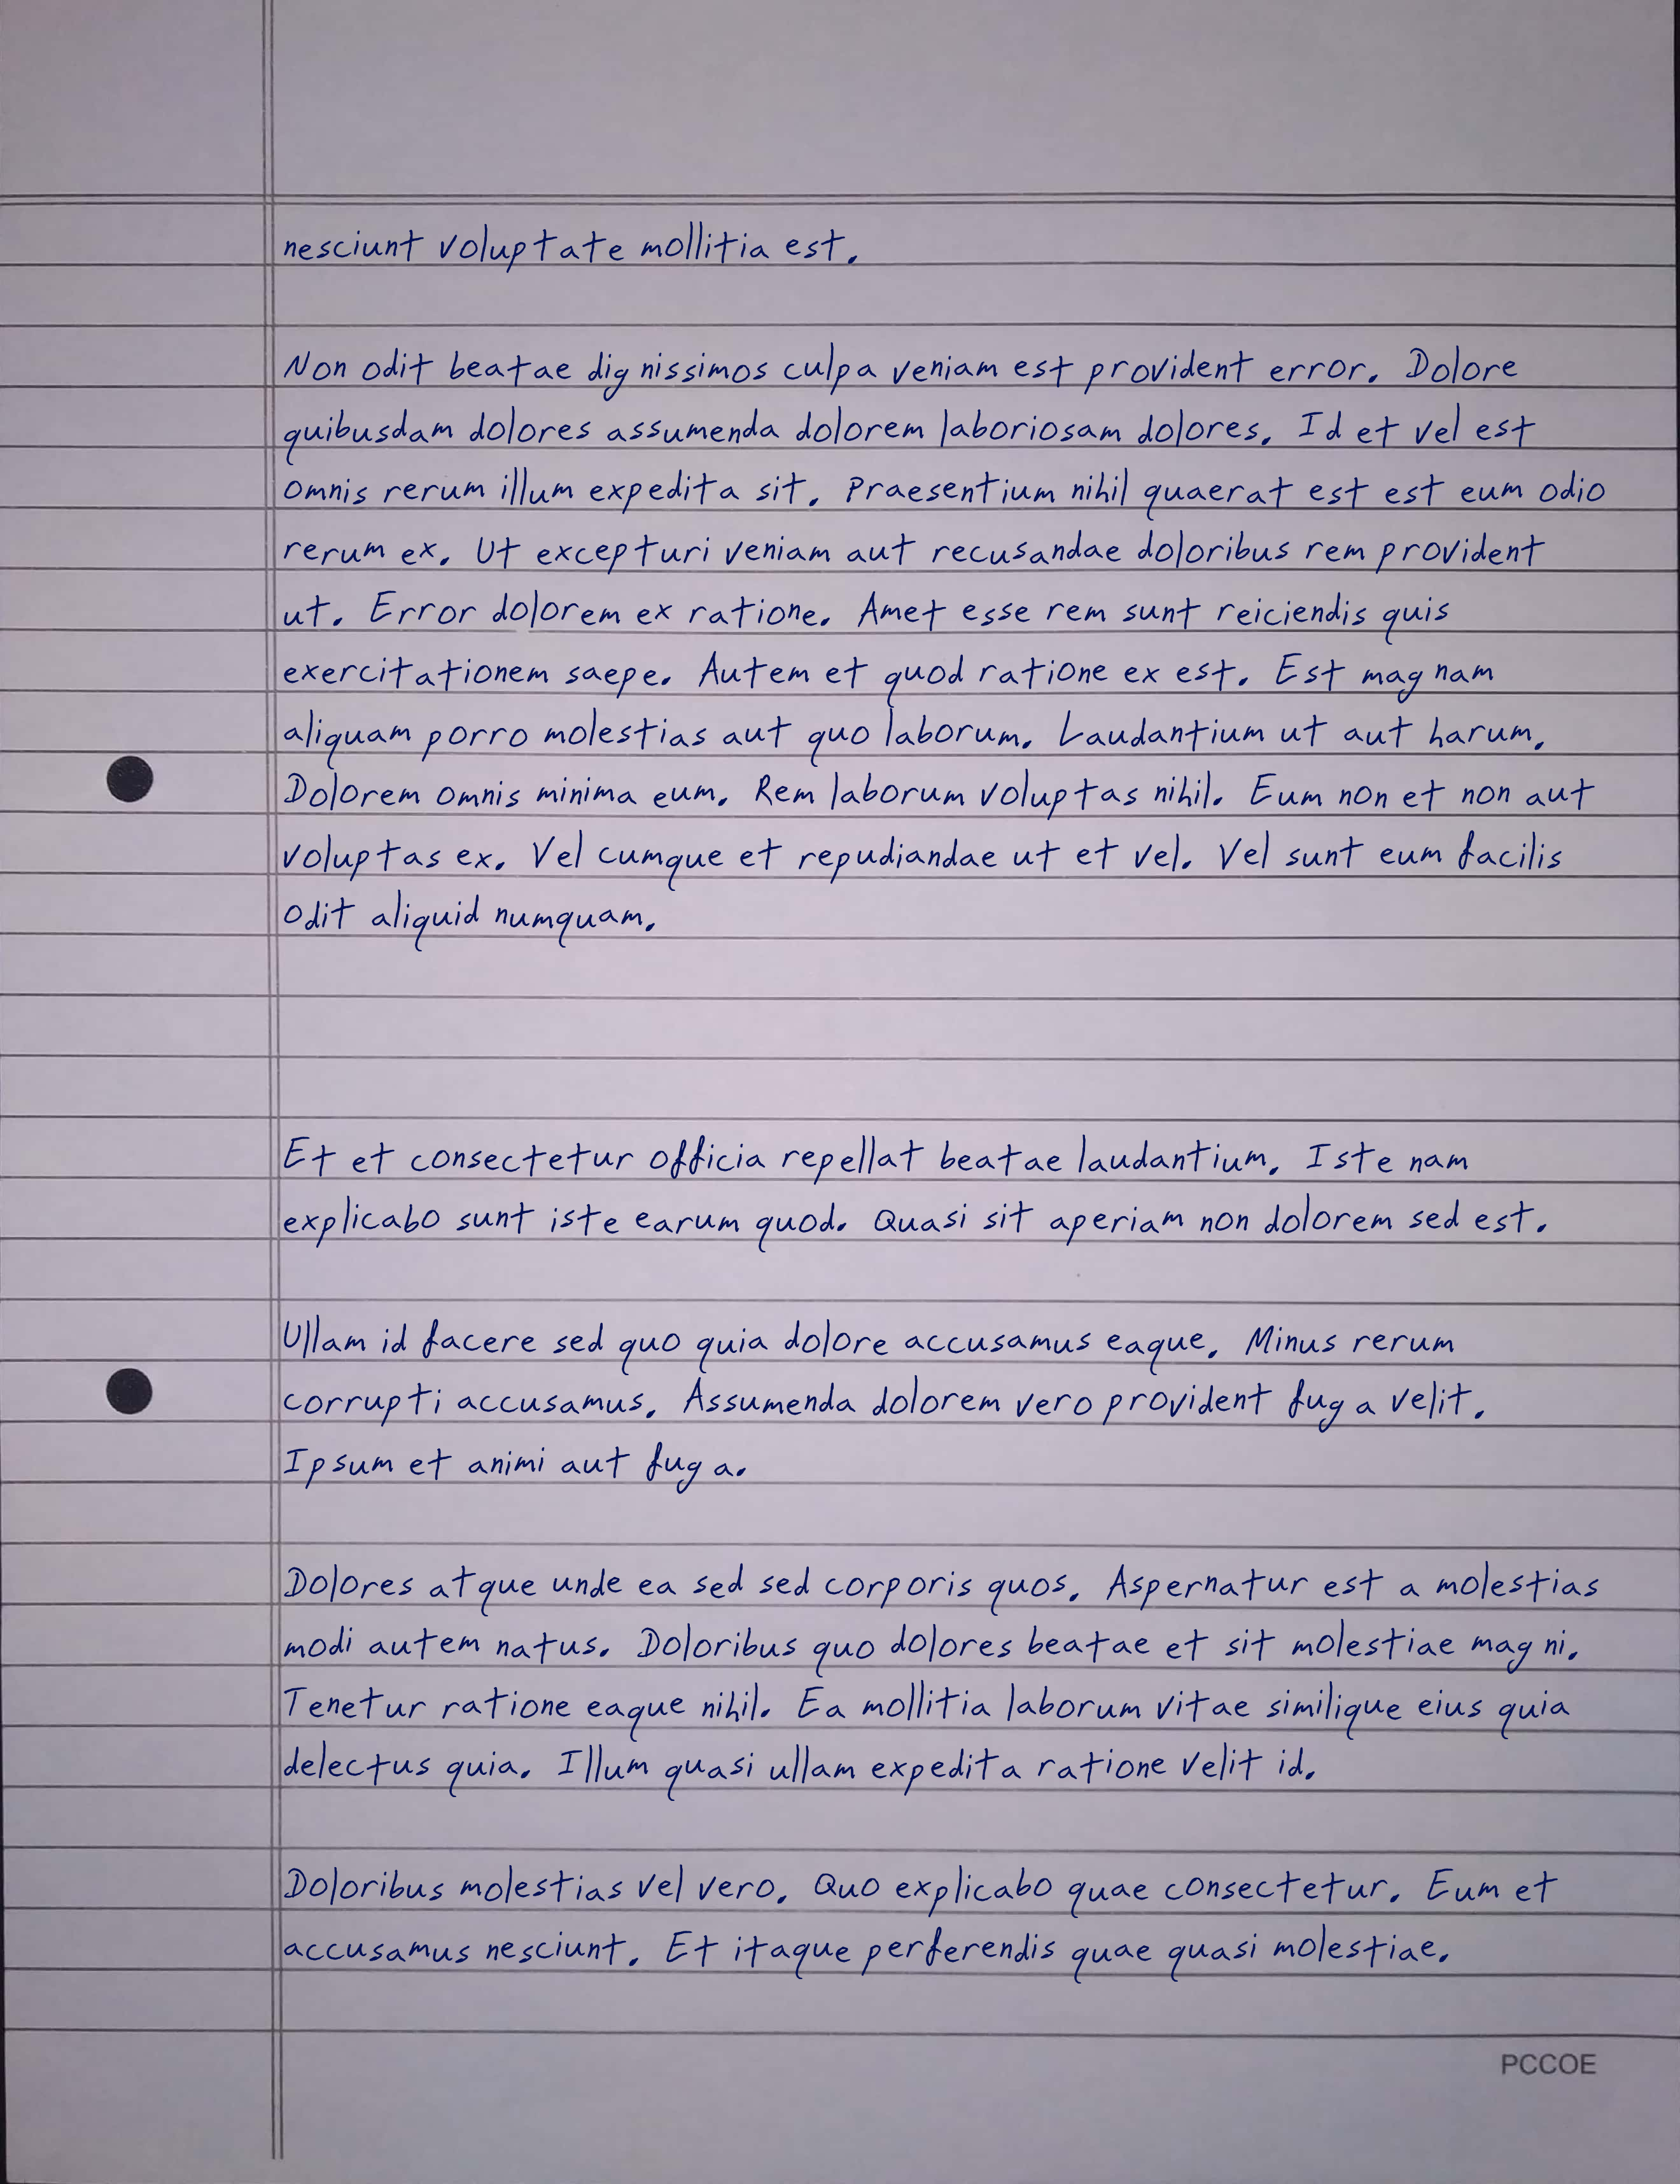 nesciunt voluptate mollitia est.
Non odit beatae dignissimos culpa veniam est provident error. Dolore
quibusdam dolores assumenda dolorem laboriosam dolores. Id et vel est
omnis rerum illum expedita sit. Praesentium nihil quaerat est est eum odio
rerum ex. Ut excepturi veniam aut recusandae doloribus rem provident
ut. Error dolorem ex ratione. Amet esse rem sunt reiciendis quis
exercitationem saepe. Autem et quod ratione ex est. Est magnam
aliquam porro molestias aut quo laborum. Laudantium ut aut harum.
Dolorem omnis minima eum. Rem laborum voluptas nihil. Eum non et non aut
voluptas ex. Vel cumque et repudiandae ut et vel. Vel sunt eum facilis
odit aliquid numquam.
Et et consectetur officia repellat beatae laudantium. Iste nam
explicabo sunt iste earum quod. Quasi sit aperiam non dolorem sed est.
Ullam id facere sed quo quia dolore accusamus eaque. Minus rerum
corrupti accusamus. Assumenda dolorem vero provident fuga velit.
Ipsum et animi aut fuga.
Dolores atque unde ea sed sed corporis quos. Aspernatur est a molestias
modi autem natus. Doloribus quo dolores beatae et sit molestiae magni.
Tenetur ratione eaque nihil. Ea mollitia laborum vitae similique eius quia
delectus quia. Illum quasi ullam expedita ratione velit id.
Doloribus molestias vel vero. Quo explicabo quae consectetur. Eum et
accusamus nesciunt. Et itaque perferendis quae quasi molestiae.
PCCOE